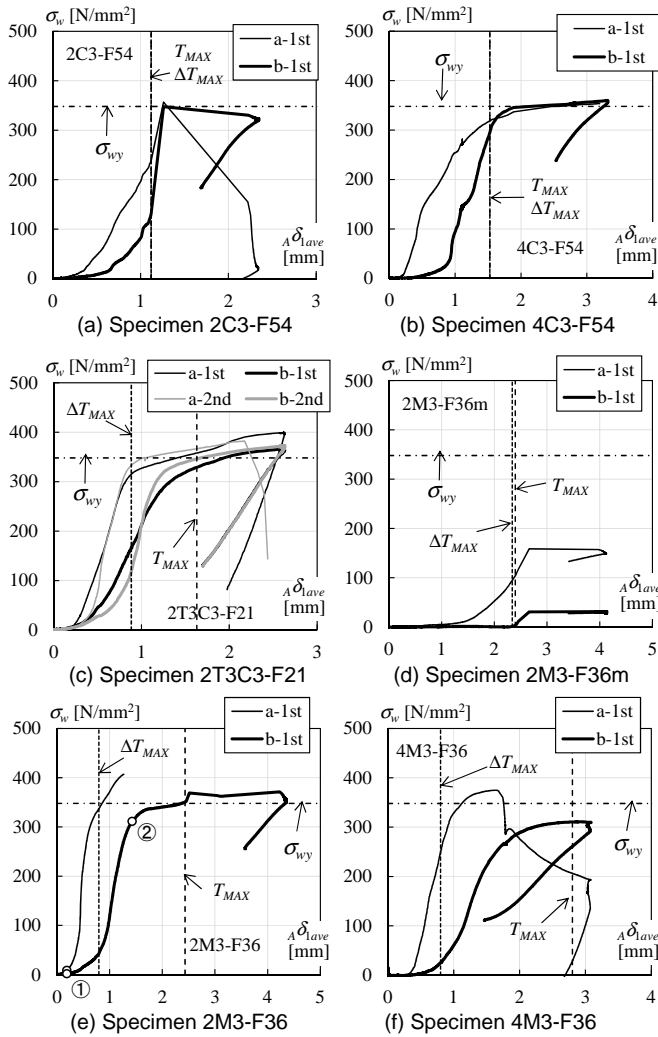 σw [N/mm²]
500
400
300
200
100
0
0 1 2 3
2C3-F54
TMAX
ΔTMAX
a-1st
b-1st
σwy
Aδ1ave
[mm]
(a) Specimen 2C3-F54
σw [N/mm²]
500
400
300
200
100
0
0 1 2 3 4
a-1st
b-1st
σwy
TMAX
ΔTMAX
4C3-F54
Aδ1ave
[mm]
(b) Specimen 4C3-F54
σw [N/mm²]
500
400
300
200
100
0
0 1 2 3
a-1st b-1st
a-2nd b-2nd
ΔTMAX
σwy
TMAX
2T3C3-F21
Aδ1ave
[mm]
(c) Specimen 2T3C3-F21
σw [N/mm²]
500
400
300
200
100
0
0 1 2 3 4 5
a-1st
b-1st
2M3-F36m
σwy
TMAX
ΔTMAX
Aδ1ave
[mm]
(d) Specimen 2M3-F36m
σw [N/mm²]
500
400
300
200
100
0
0 1 2 3 4 5
a-1st
b-1st
ΔTMAX
②
σwy
TMAX
2M3-F36
①
Aδ1ave
[mm]
(e) Specimen 2M3-F36
σw [N/mm²]
500
400
300
200
100
0
0 1 2 3 4
a-1st
b-1st
4M3-F36
ΔTMAX
σwy
TMAX
Aδ1ave
[mm]
(f) Specimen 4M3-F36